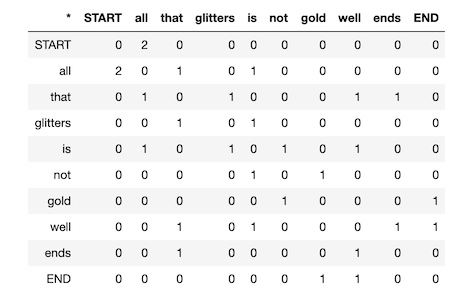 * START all that glitters is not gold well ends END
START 0 2 0 0 0 0 0 0 0 0
all 2 0 1 0 1 0 0 0 0 0
that 0 1 0 1 0 0 0 1 1 0
glitters 0 0 1 0 1 0 0 0 0 0
is 0 1 0 1 0 1 0 1 0 0
not 0 0 0 0 1 0 1 0 0 0
gold 0 0 0 0 0 1 0 0 0 1
well 0 0 1 0 1 0 0 0 1 1
ends 0 0 1 0 0 0 0 1 0 0
END 0 0 0 0 0 0 1 1 0 0